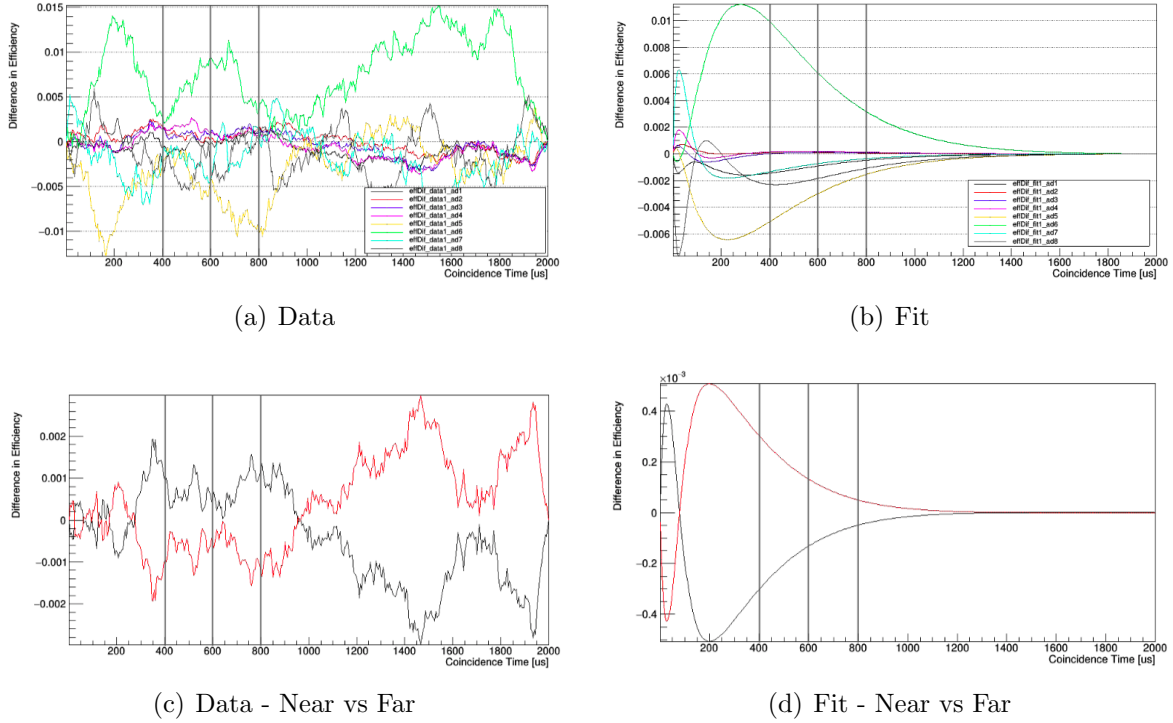 Difference in Efficiency
0.015
0.01
0.005
0
−0.005
−0.01
effDif_data1_ad1
effDif_data1_ad2
effDif_data1_ad3
effDif_data1_ad4
effDif_data1_ad5
effDif_data1_ad6
effDif_data1_ad7
effDif_data1_ad8
200 400 600 800 1000 1200 1400 1600 1800 2000
Coincidence Time [us]
(a) Data
Difference in Efficiency
0.01
0.008
0.006
0.004
0.002
0
−0.002
−0.004
−0.006
effDif_fit1_ad1
effDif_fit1_ad2
effDif_fit1_ad3
effDif_fit1_ad4
effDif_fit1_ad5
effDif_fit1_ad6
effDif_fit1_ad7
effDif_fit1_ad8
200 400 600 800 1000 1200 1400 1600 1800 2000
Coincidence Time [us]
(b) Fit
Difference in Efficiency
0.002
0.001
0
−0.001
−0.002
200 400 600 800 1000 1200 1400 1600 1800 2000
Coincidence Time [us]
(c) Data - Near vs Far
×10⁻³
Difference in Efficiency
0.4
0.2
0
−0.2
−0.4
200 400 600 800 1000 1200 1400 1600 1800 2000
Coincidence Time [us]
(d) Fit - Near vs Far